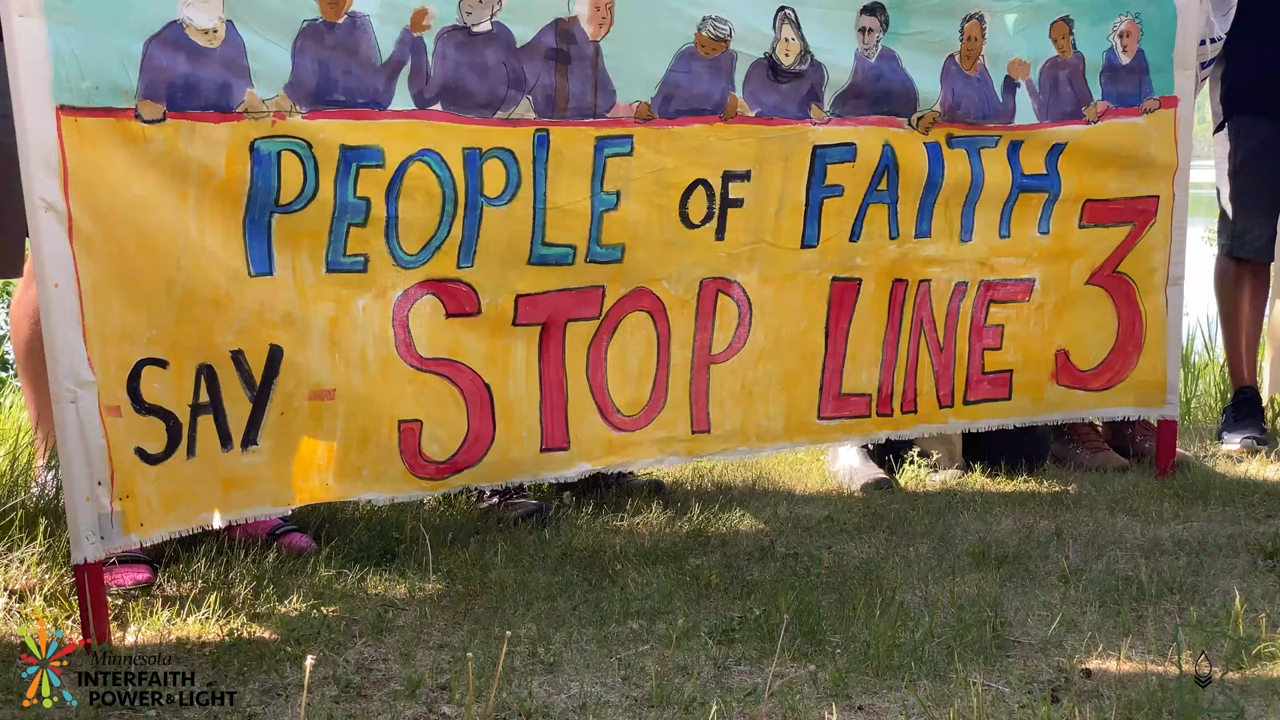 PEOPLE OF FAITH
SAY - STOP LINE 3
Minnesota
INTERFAITH
POWER & LIGHT